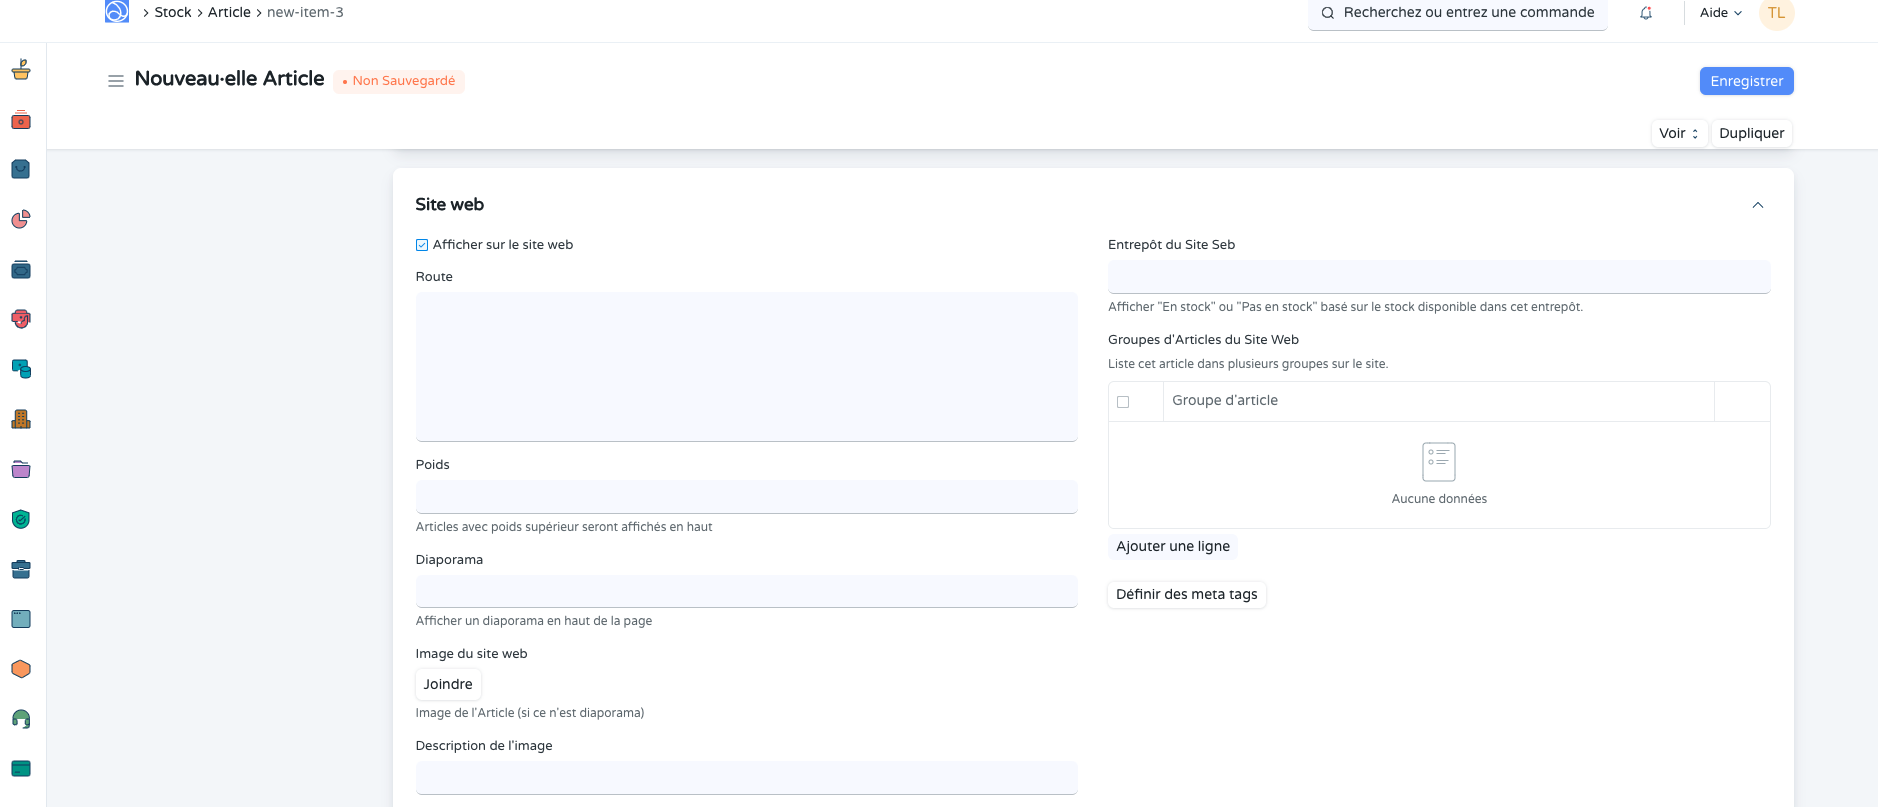 Stock Article new-item-3
Recherchez ou entrez une commande
Aide
TL
Nouveau·elle Article
Non Sauvegardé
Enregistrer
Voir
Dupliquer
Site web
Afficher sur le site web
Route
Poids
Articles avec poids supérieur seront affichés en haut
Diaporama
Afficher un diaporama en haut de la page
Image du site web
Joindre
Image de l'Article (si ce n'est diaporama)
Description de l'image
Entrepôt du Site Seb
Afficher "En stock" ou "Pas en stock" basé sur le stock disponible dans cet entrepôt.
Groupes d'Articles du Site Web
Liste cet article dans plusieurs groupes sur le site.
Groupe d'article
Aucune données
Ajouter une ligne
Définir des meta tags